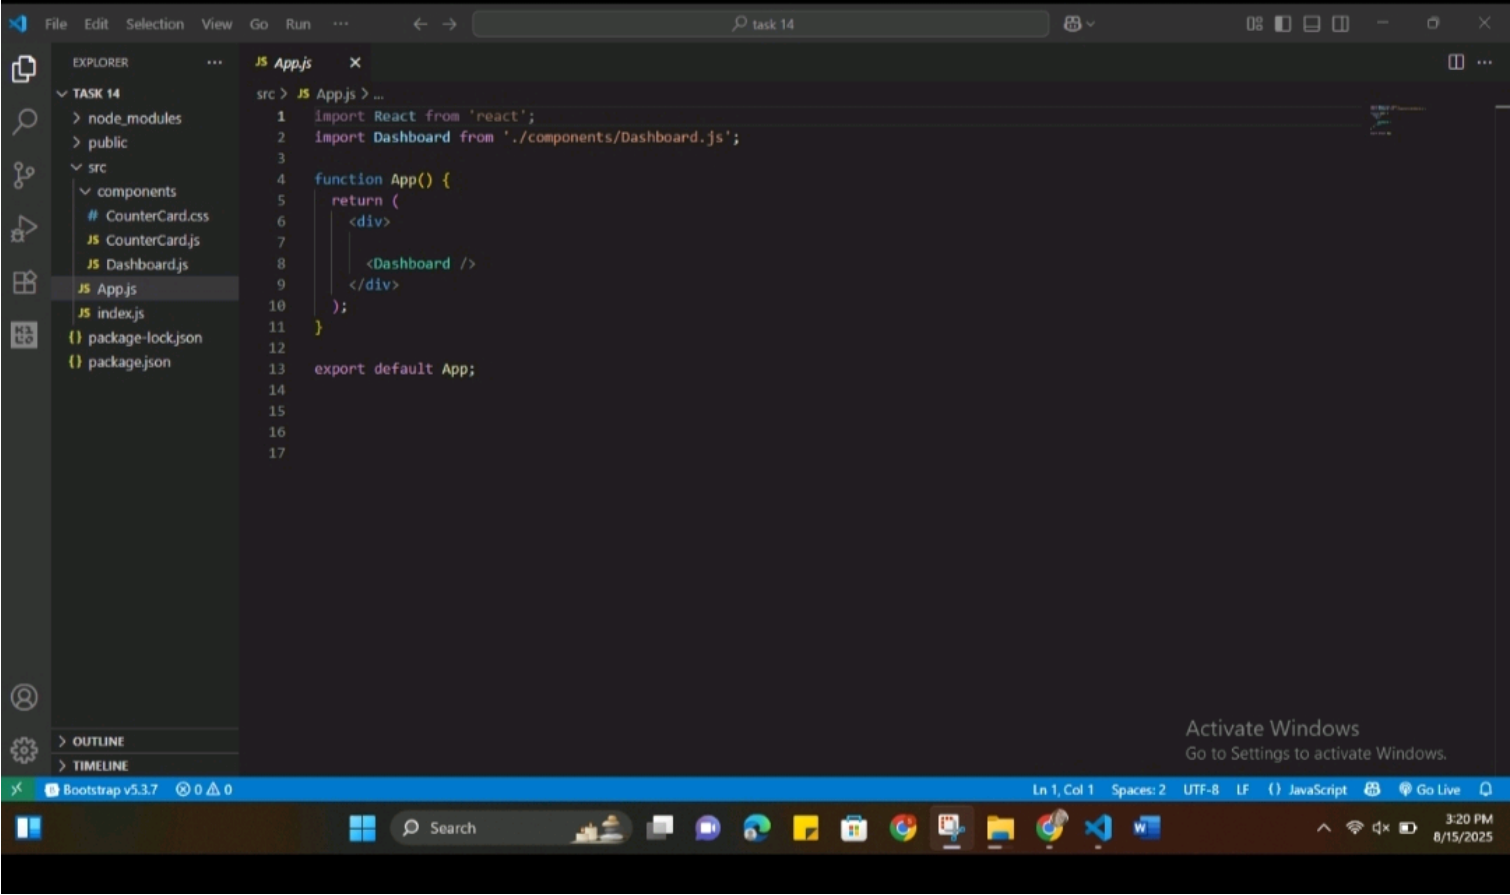 File Edit Selection View Go Run ··· task 14
EXPLORER ···
JS App.js
TASK 14
src > JS App.js > ...
node_modules
public
src
components
# CounterCard.css
JS CounterCard.js
JS Dashboard.js
JS App.js
JS index.js
{} package-lock.json
{} package.json
1 import React from 'react';
2 import Dashboard from './components/Dashboard.js';
3
4 function App() {
5 return (
6 <div>
7
8 <Dashboard />
9 </div>
10 );
11 }
12
13 export default App;
14
15
16
17
OUTLINE
TIMELINE
Activate Windows
Go to Settings to activate Windows.
Bootstrap v5.3.7 0 0 Ln 1, Col 1 Spaces: 2 UTF-8 LF {} JavaScript Go Live
Search
3:20 PM
8/15/2025